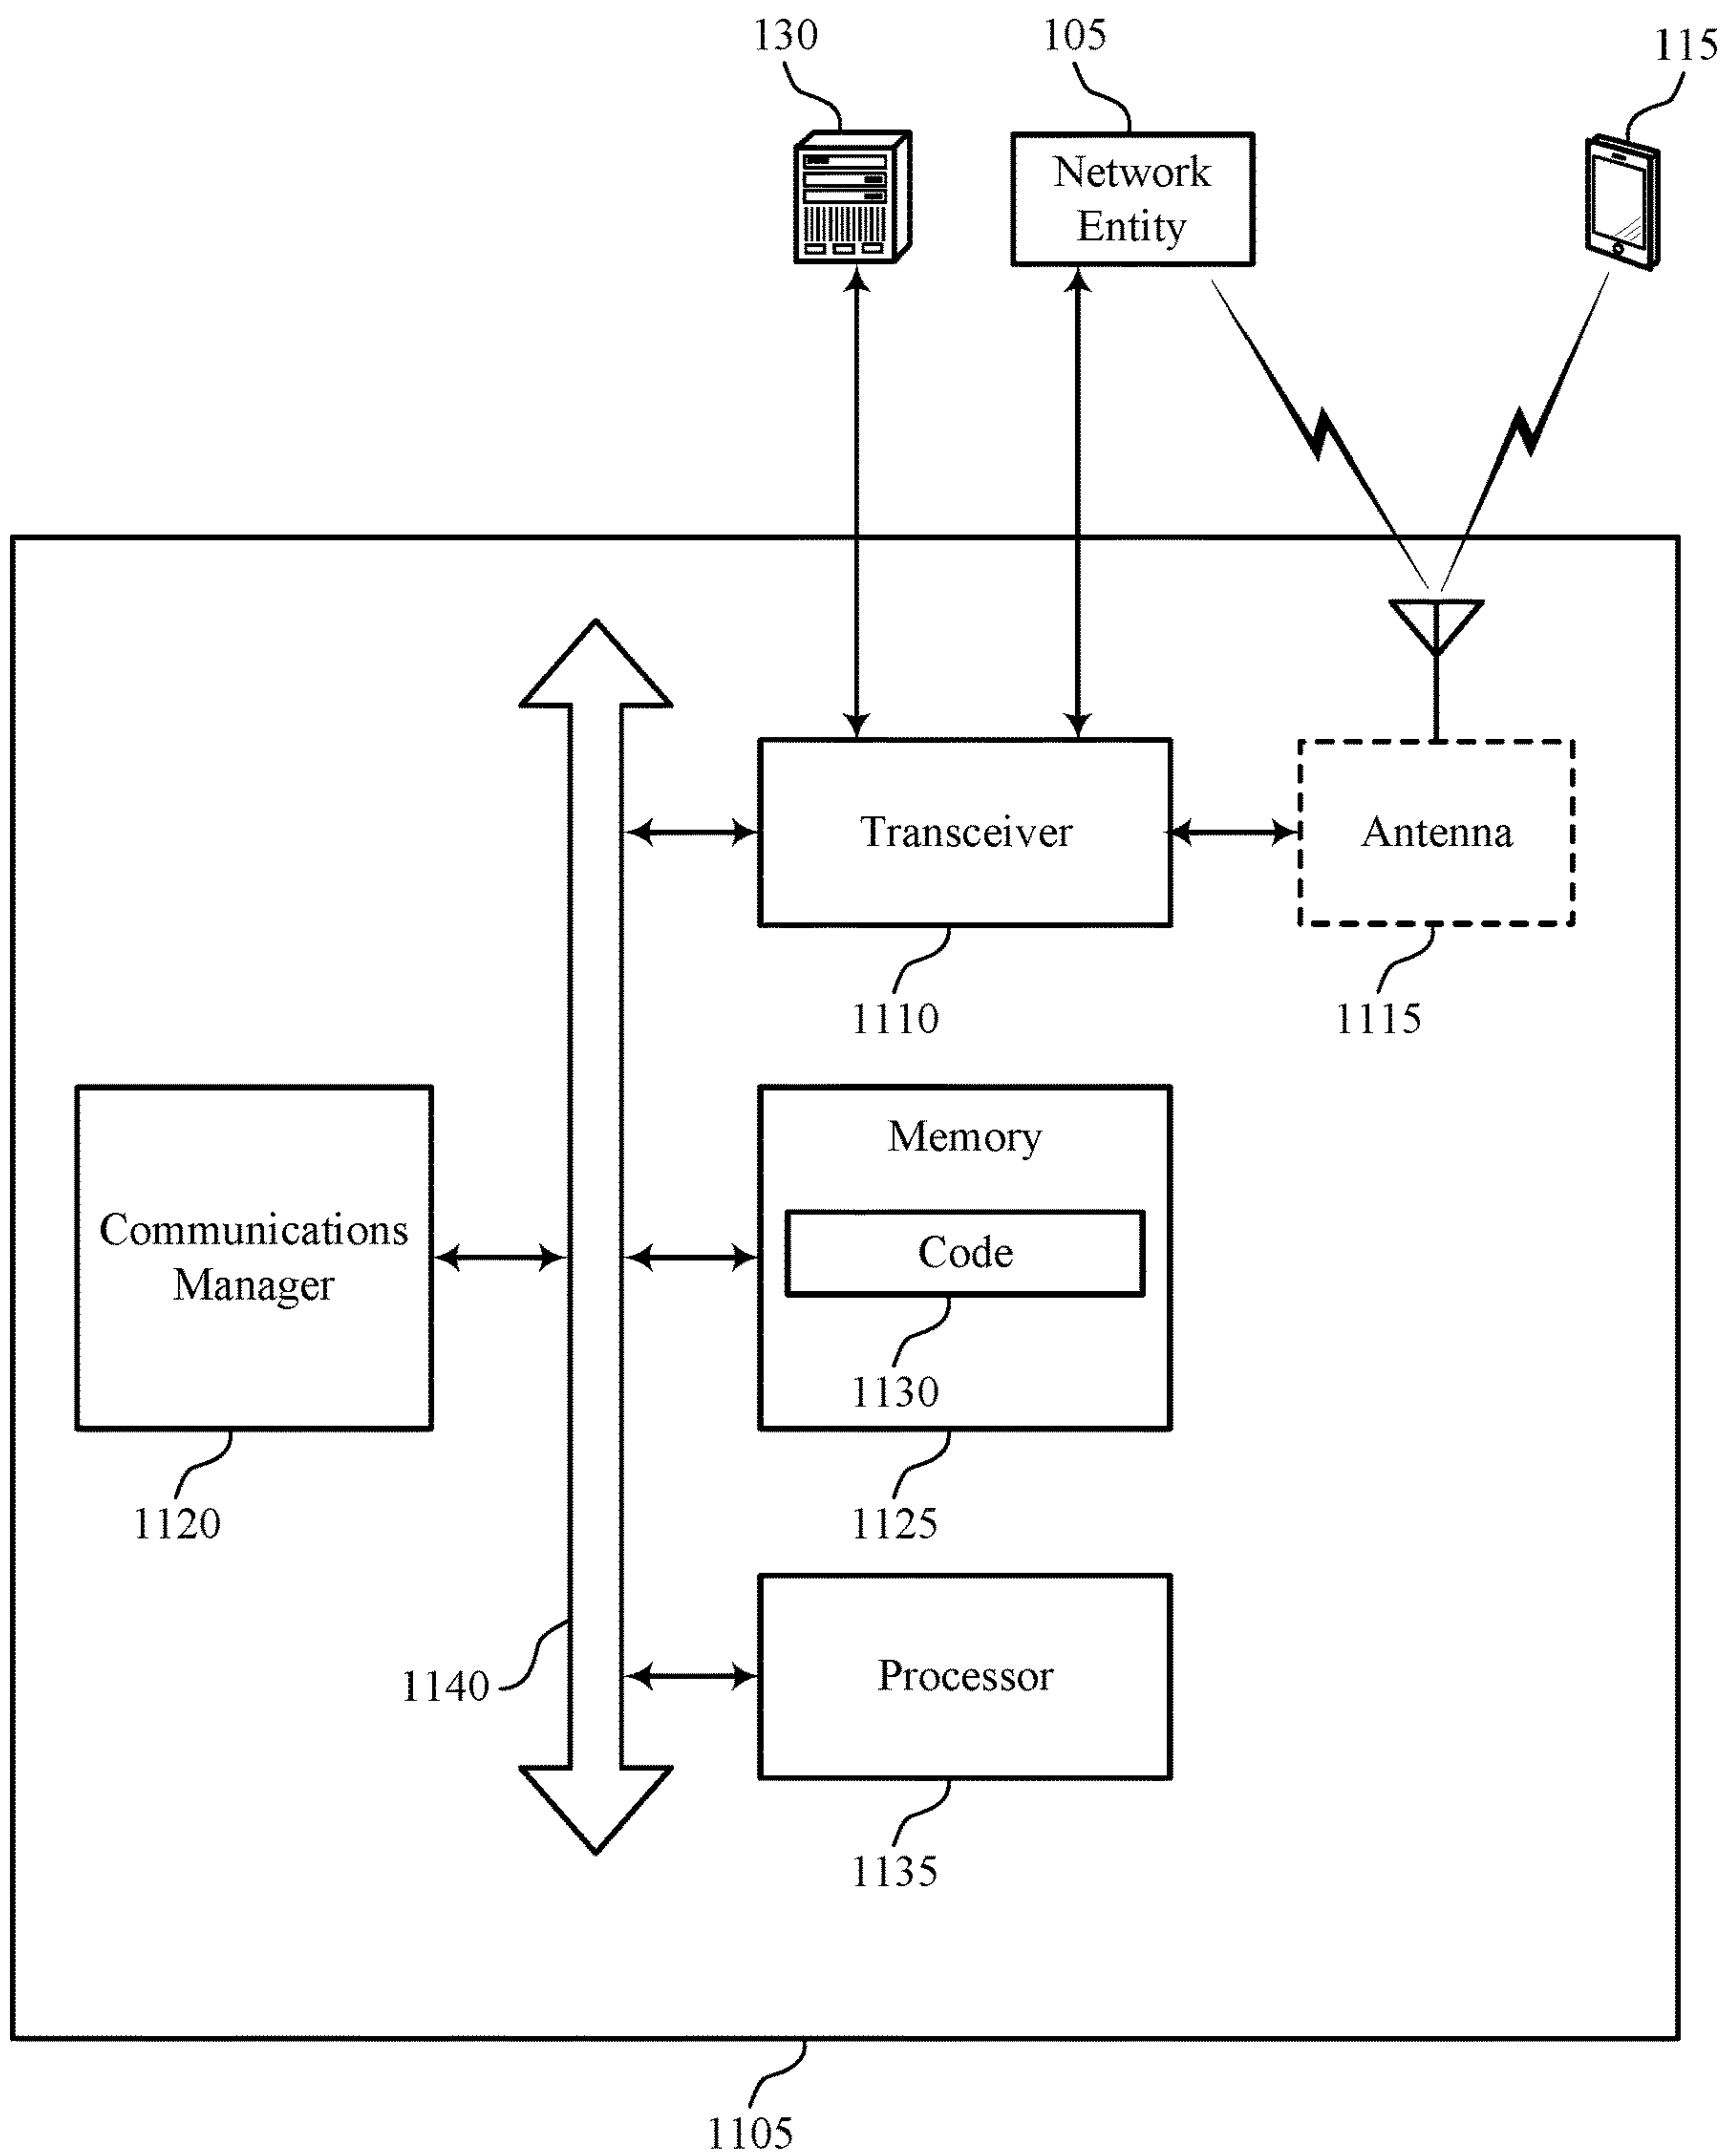 130
105
115
Network
Entity
Transceiver
Antenna
1110
1115
Memory
Communications
Manager
Code
1130
1120
1125
1140
Processor
1135
1105